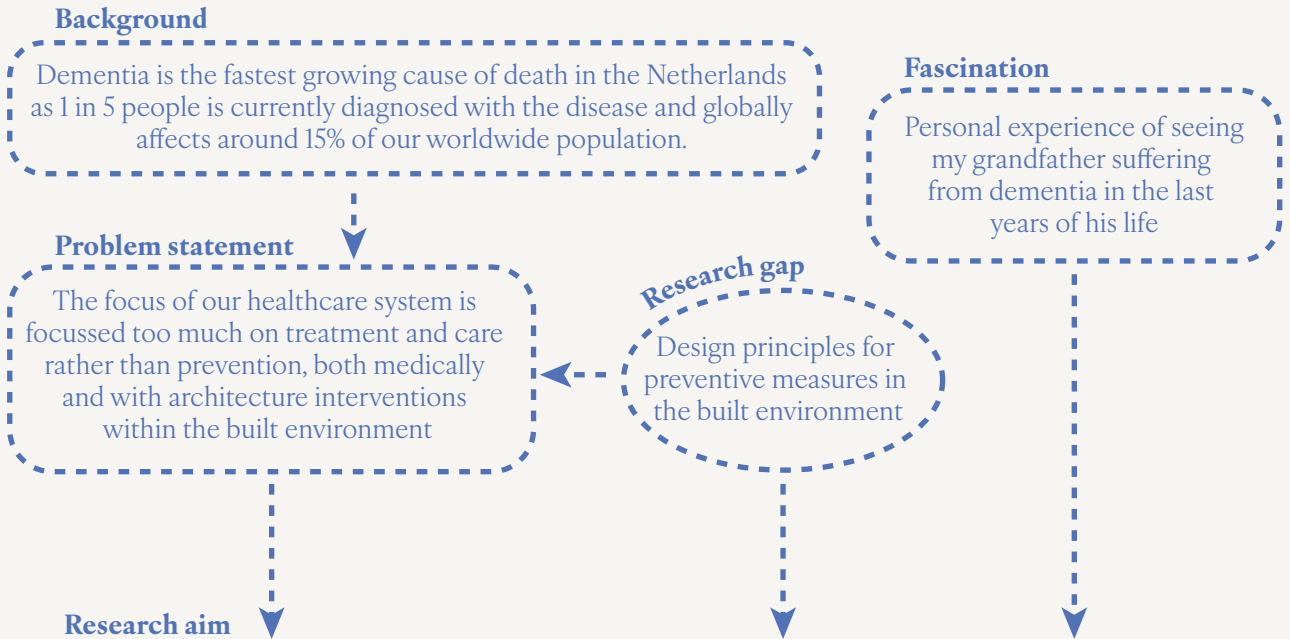 Background
Dementia is the fastest growing cause of death in the Netherlands
as 1 in 5 people is currently diagnosed with the disease and globally
affects around 15% of our worldwide population.
Fascination
Personal experience of seeing
my grandfather suffering
from dementia in the last
years of his life
Problem statement
The focus of our healthcare system is
focussed too much on treatment and care
rather than prevention, both medically
and with architecture interventions
within the built environment
Research gap
Design principles for
preventive measures in
the built environment
Research aim